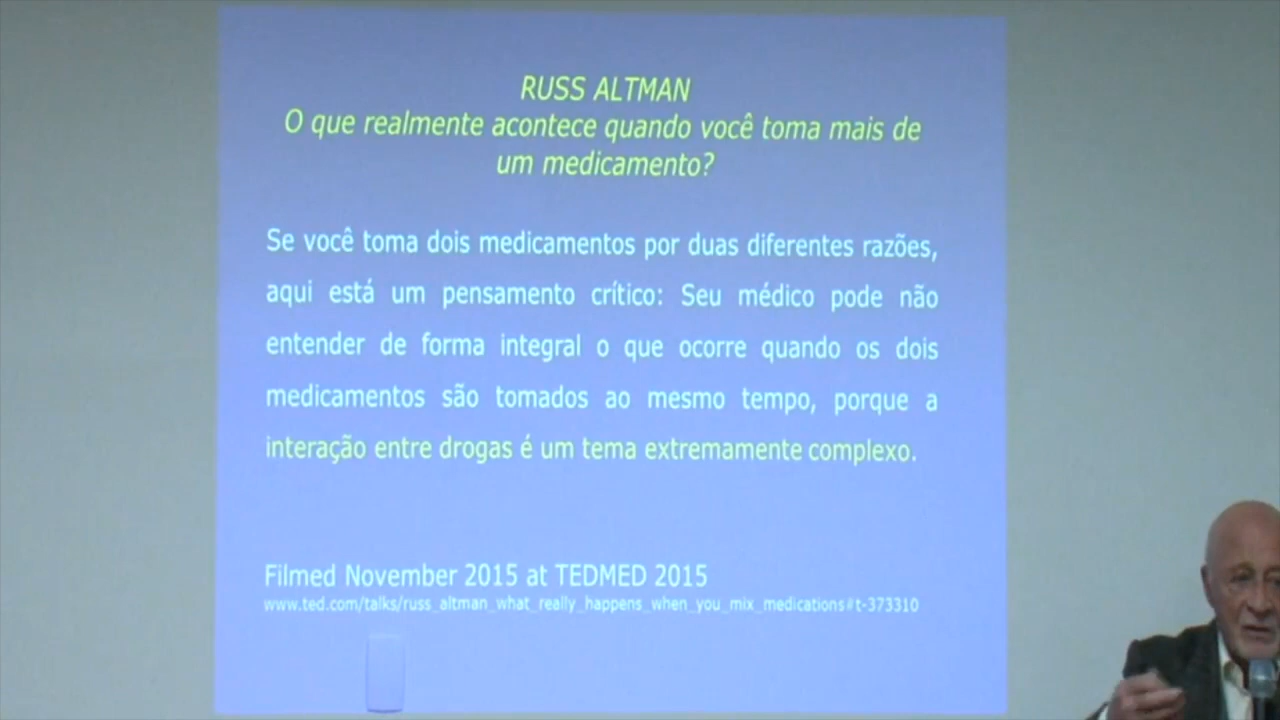 RUSS ALTMAN
O que realmente acontece quando você toma mais de
um medicamento?
Se você toma dois medicamentos por duas diferentes razões,
aqui está um pensamento crítico: Seu médico pode não
entender de forma integral o que ocorre quando os dois
medicamentos são tomados ao mesmo tempo, porque a
interação entre drogas é um tema extremamente complexo.
Filmed November 2015 at TEDMED 2015
www.ted.com/talks/russ_altman_what_really_happens_when_you_mix_medications#t-373310